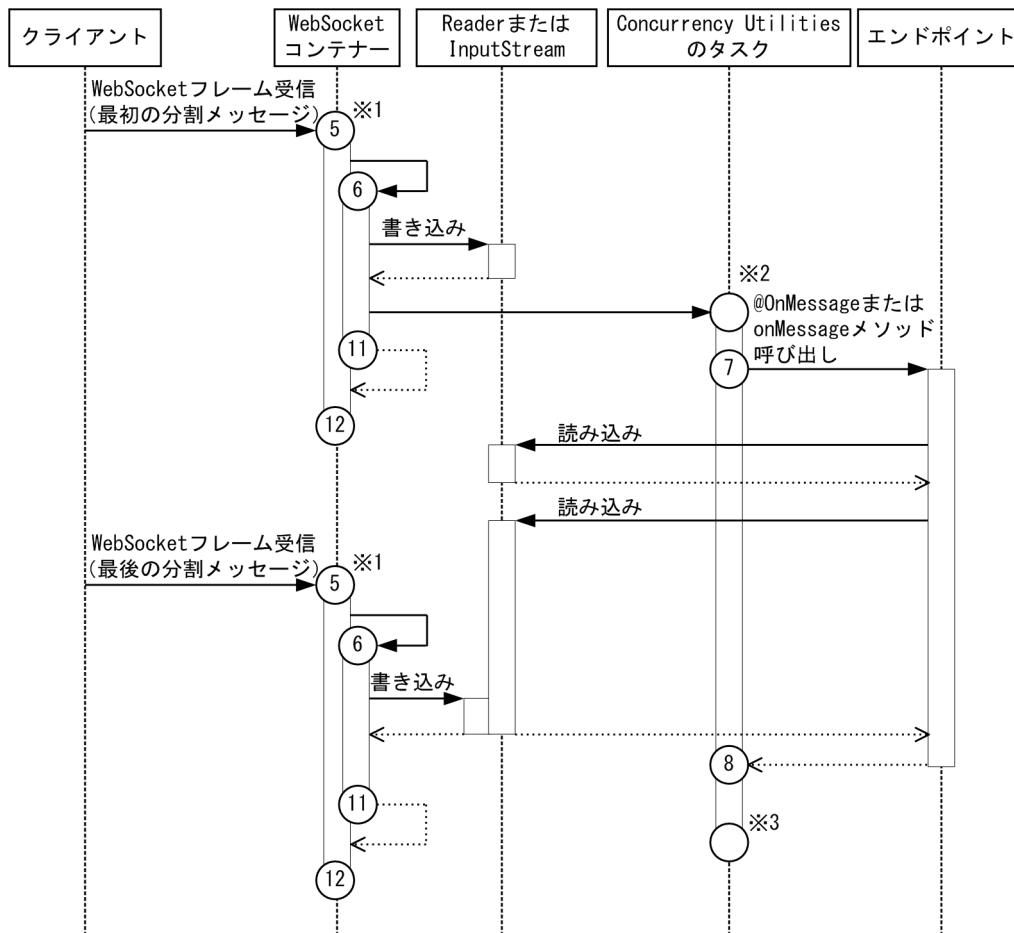 クライアント
WebSocket
コンテナー
Readerまたは
InputStream
Concurrency Utilities
のタスク
エンドポイント
WebSocketフレーム受信
(最初の分割メッセージ)
※1
5
6
書き込み
※2
@OnMessageまたは
onMessageメソッド
呼び出し
11
7
12
読み込み
読み込み
WebSocketフレーム受信
(最後の分割メッセージ)
※1
5
6
書き込み
8
11
※3
12